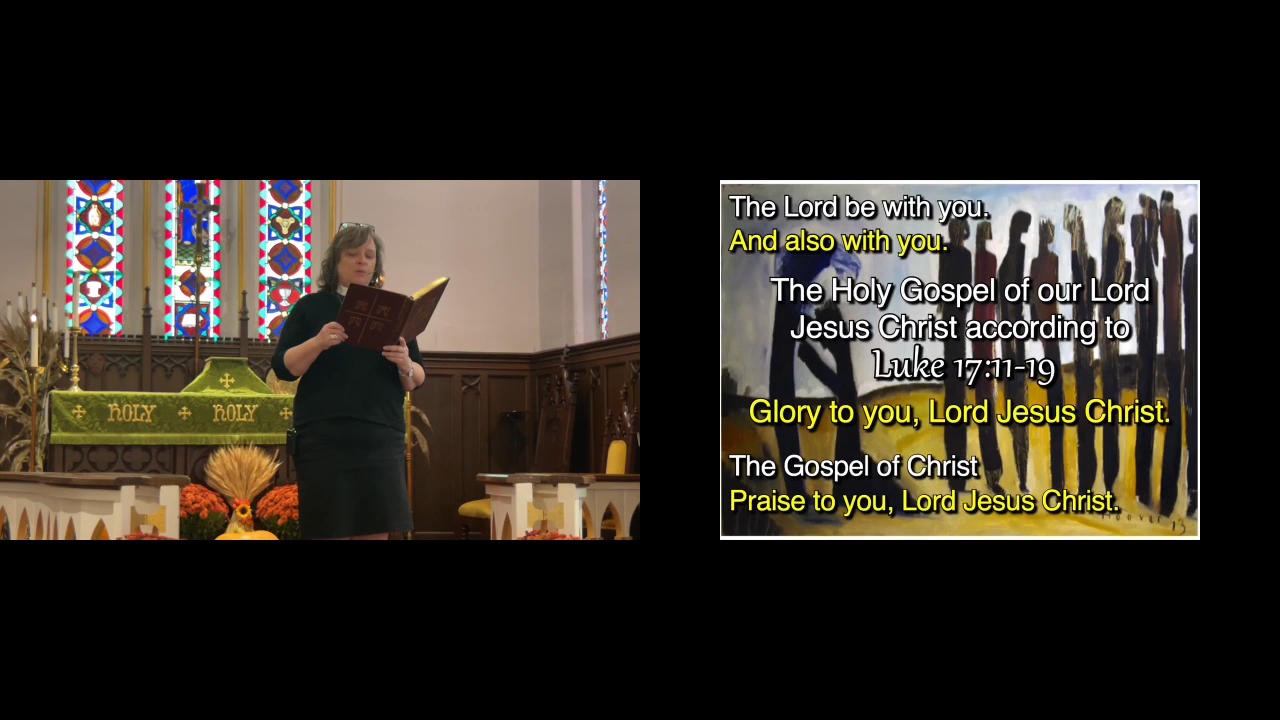 HOLY HOLY
The Lord be with you.
And also with you.
The Holy Gospel of our Lord
Jesus Christ according to
Luke 17:11-19
Glory to you, Lord Jesus Christ.
The Gospel of Christ
Praise to you, Lord Jesus Christ.